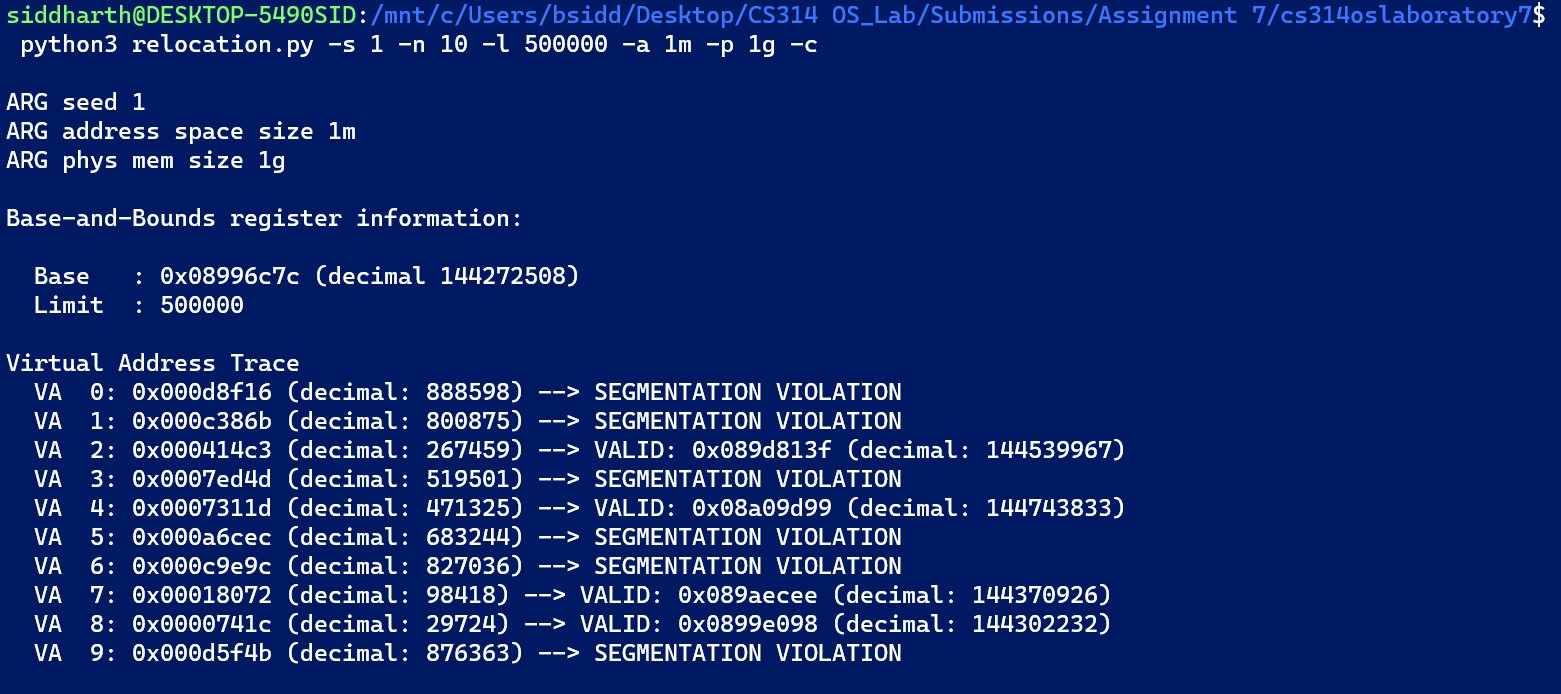 siddharth@DESKTOP-5490SID:/mnt/c/Users/bsidd/Desktop/CS314 OS_Lab/Submissions/Assignment 7/cs314oslaboratory7$
python3 relocation.py -s 1 -n 10 -l 500000 -a 1m -p 1g -c
ARG seed 1
ARG address space size 1m
ARG phys mem size 1g
Base-and-Bounds register information:
Base   : 0x08996c7c (decimal 144272508)
Limit  : 500000
Virtual Address Trace
VA  0: 0x000d8f16 (decimal: 888598) --> SEGMENTATION VIOLATION
VA  1: 0x000c386b (decimal: 800875) --> SEGMENTATION VIOLATION
VA  2: 0x000414c3 (decimal: 267459) --> VALID: 0x089d813f (decimal: 144539967)
VA  3: 0x0007ed4d (decimal: 519501) --> SEGMENTATION VIOLATION
VA  4: 0x0007311d (decimal: 471325) --> VALID: 0x08a09d99 (decimal: 144743833)
VA  5: 0x000a6cec (decimal: 683244) --> SEGMENTATION VIOLATION
VA  6: 0x000c9e9c (decimal: 827036) --> SEGMENTATION VIOLATION
VA  7: 0x00018072 (decimal: 98418) --> VALID: 0x089aecee (decimal: 144370926)
VA  8: 0x0000741c (decimal: 29724) --> VALID: 0x0899e098 (decimal: 144302232)
VA  9: 0x000d5f4b (decimal: 876363) --> SEGMENTATION VIOLATION